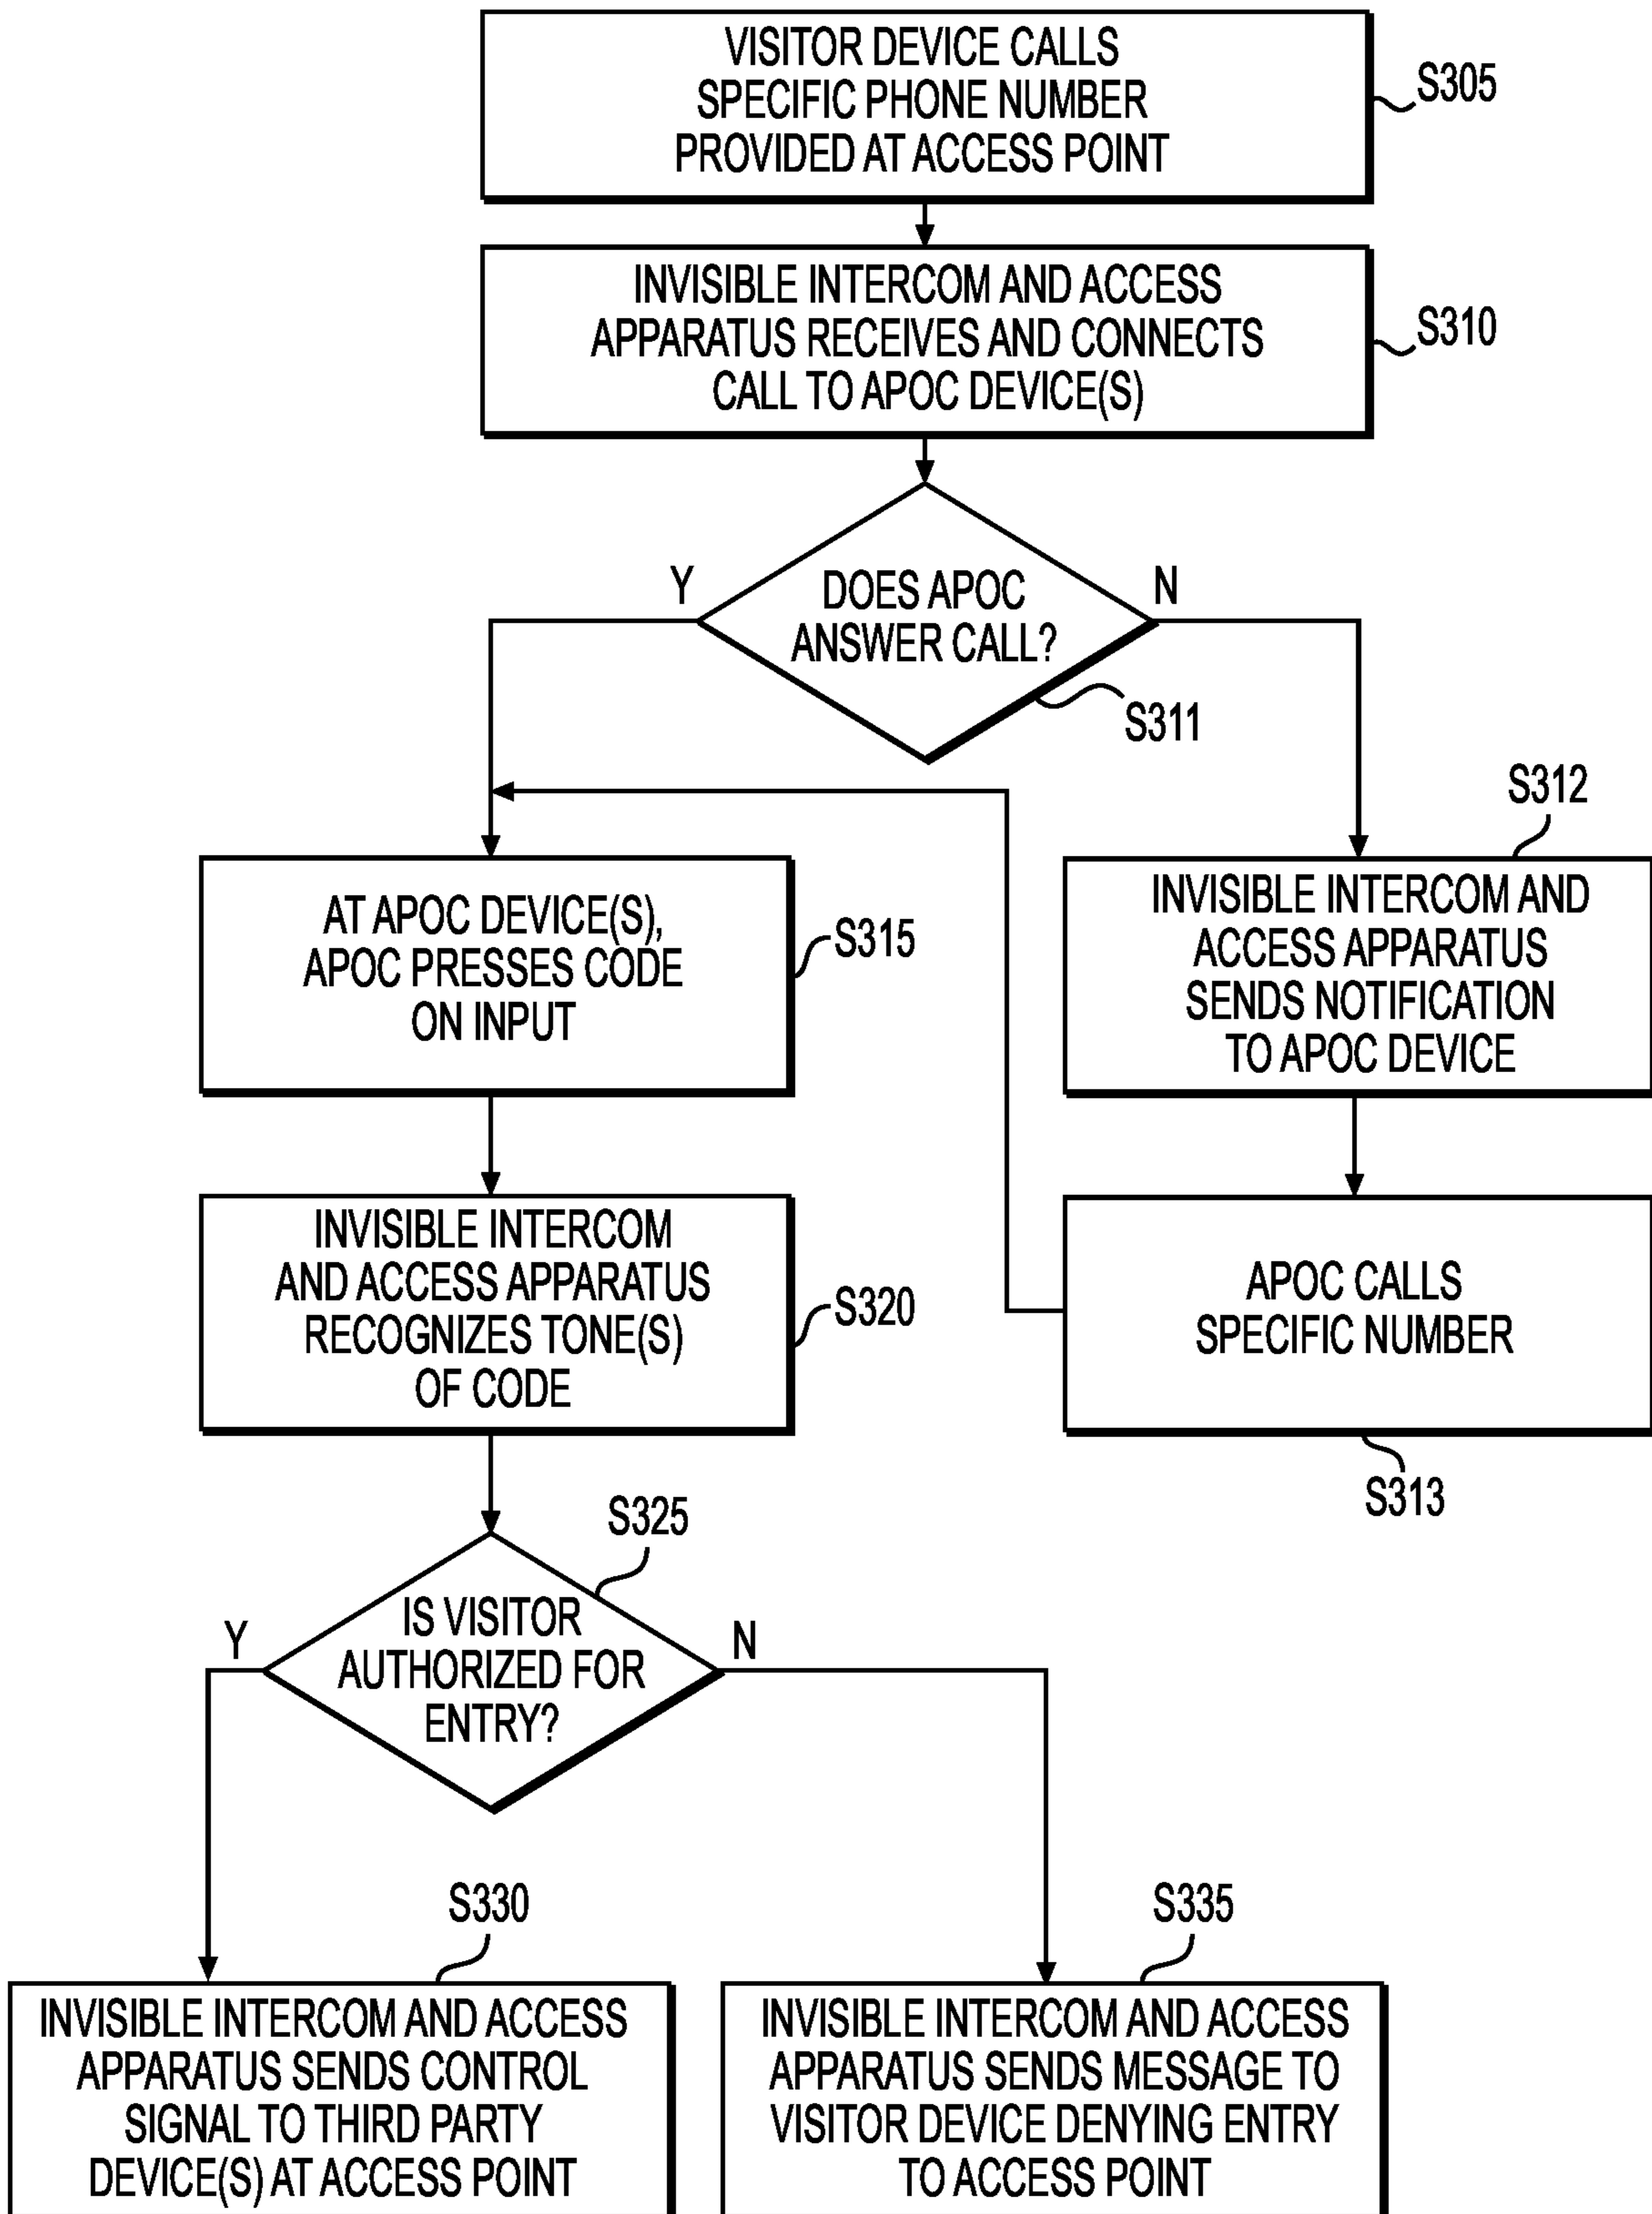 VISITOR DEVICE CALLS
SPECIFIC PHONE NUMBER
PROVIDED AT ACCESS POINT
S305
INVISIBLE INTERCOM AND ACCESS
APPARATUS RECEIVES AND CONNECTS
CALL TO APOC DEVICE(S)
S310
Y
DOES APOC
ANSWER CALL?
N
S311
S312
AT APOC DEVICE(S),
APOC PRESSES CODE
ON INPUT
S315
INVISIBLE INTERCOM AND
ACCESS APPARATUS
SENDS NOTIFICATION
TO APOC DEVICE
INVISIBLE INTERCOM
AND ACCESS APPARATUS
RECOGNIZES TONE(S)
OF CODE
S320
APOC CALLS
SPECIFIC NUMBER
S313
S325
Y
IS VISITOR
AUTHORIZED FOR
ENTRY?
N
S330
INVISIBLE INTERCOM AND ACCESS
APPARATUS SENDS CONTROL
SIGNAL TO THIRD PARTY
DEVICE(S) AT ACCESS POINT
S335
INVISIBLE INTERCOM AND ACCESS
APPARATUS SENDS MESSAGE TO
VISITOR DEVICE DENYING ENTRY
TO ACCESS POINT